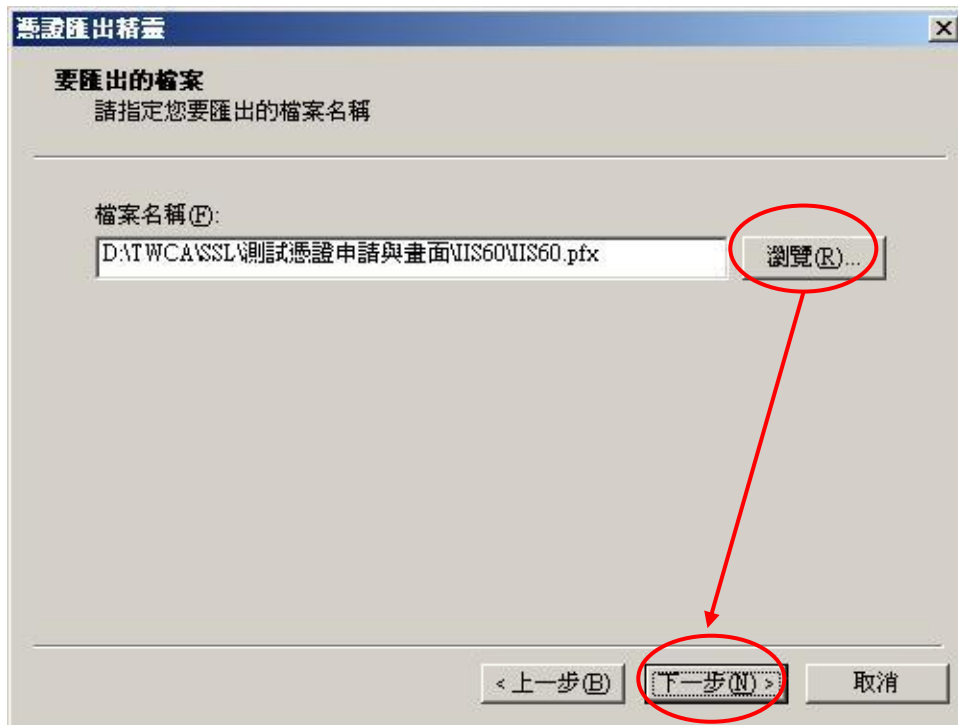 憑證匯出精靈
要匯出的檔案
請指定您要匯出的檔案名稱
檔案名稱(F):
D:\TWCA\SSL\測試憑證申請與畫面\IIS60\IIS60.pfx
瀏覽(R)...
<上一步(B) 下一步(N)> 取消